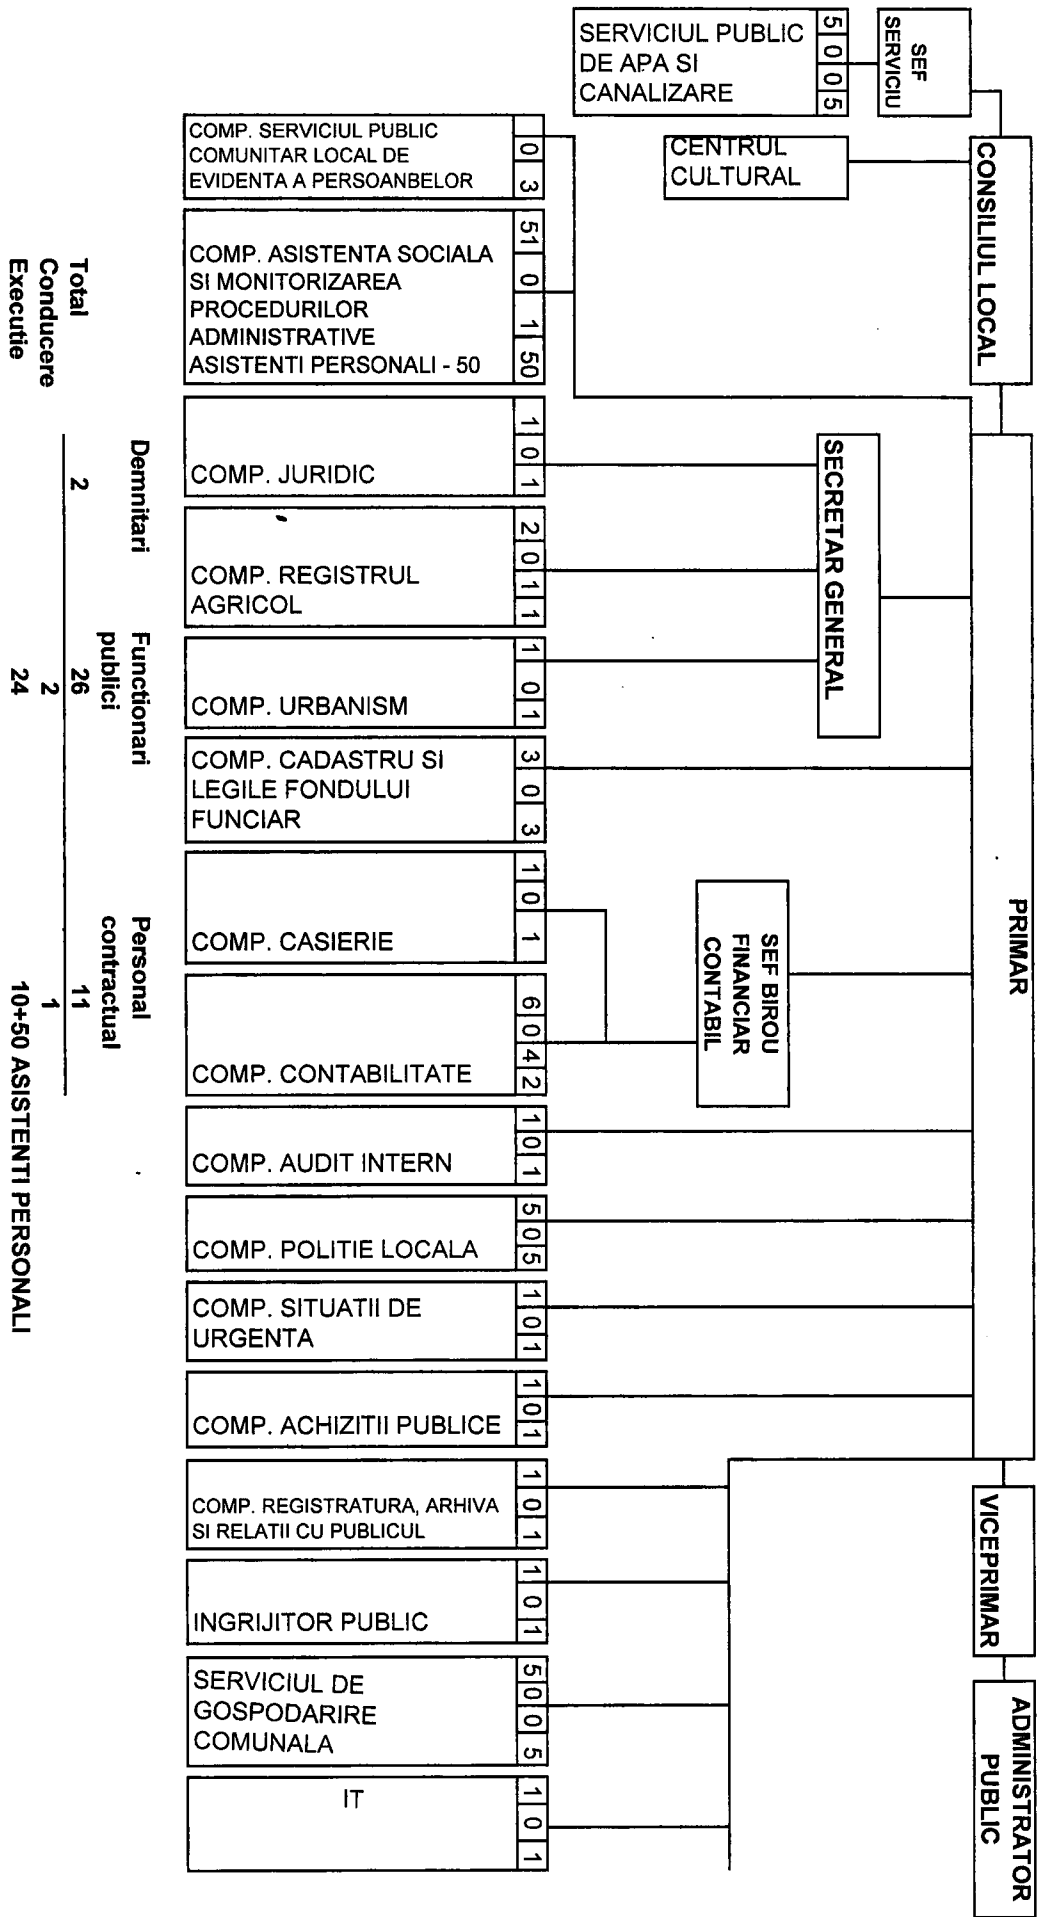 CONSILIUL LOCAL
PRIMAR
VICEPRIMAR
ADMINISTRATOR
PUBLIC
SEF
SERVICIU
5 0 0 5
SERVICIUL PUBLIC
DE APA SI
CANALIZARE
CENTRUL
CULTURAL
SECRETAR GENERAL
SEF BIROU
FINANCIAR
CONTABIL
0 3
COMP. SERVICIUL PUBLIC
COMUNITAR LOCAL DE
EVIDENTA A PERSOANBELOR
51 0 1 50
COMP. ASISTENTA SOCIALA
SI MONITORIZAREA
PROCEDURILOR
ADMINISTRATIVE
ASISTENTI PERSONALI - 50
1 0 1
COMP. JURIDIC
2 0 1 1
COMP. REGISTRUL
AGRICOL
1 0 1
COMP. URBANISM
3 0 3
COMP. CADASTRU SI
LEGILE FONDULUI
FUNCIAR
1 0 1
COMP. CASIERIE
6 0 4 2
COMP. CONTABILITATE
1 0 1
COMP. AUDIT INTERN
5 0 5
COMP. POLITIE LOCALA
1 0 1
COMP. SITUATII DE
URGENTA
1 0 1
COMP. ACHIZITII PUBLICE
1 0 1
COMP. REGISTRATURA, ARHIVA
SI RELATII CU PUBLICUL
1 0 1
INGRIJITOR PUBLIC
5 0 0 5
SERVICIUL DE
GOSPODARIRE
COMUNALA
1 0 1
IT
Demnitari Functionari Personal
publici contractual
Total 2 26 11
Conducere 2 1
Executie 24 10+50 ASISTENTI PERSONALI